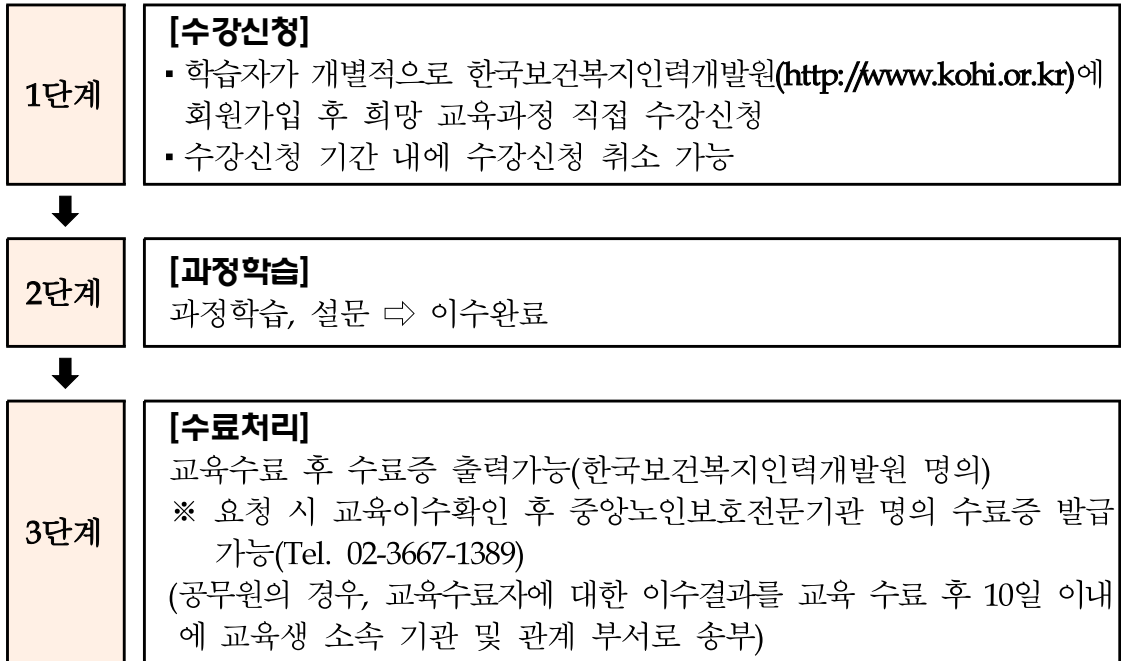 1단계
[수강신청]
▪ 학습자가 개별적으로 한국보건복지인력개발원(http://www.kohi.or.kr)에
회원가입 후 희망 교육과정 직접 수강신청
▪ 수강신청 기간 내에 수강신청 취소 가능
2단계
[과정학습]
과정학습, 설문 ⇨ 이수완료
3단계
[수료처리]
교육수료 후 수료증 출력가능(한국보건복지인력개발원 명의)
※ 요청 시 교육이수확인 후 중앙노인보호전문기관 명의 수료증 발급
가능(Tel. 02-3667-1389)
(공무원의 경우, 교육수료자에 대한 이수결과를 교육 수료 후 10일 이내
에 교육생 소속 기관 및 관계 부서로 송부)